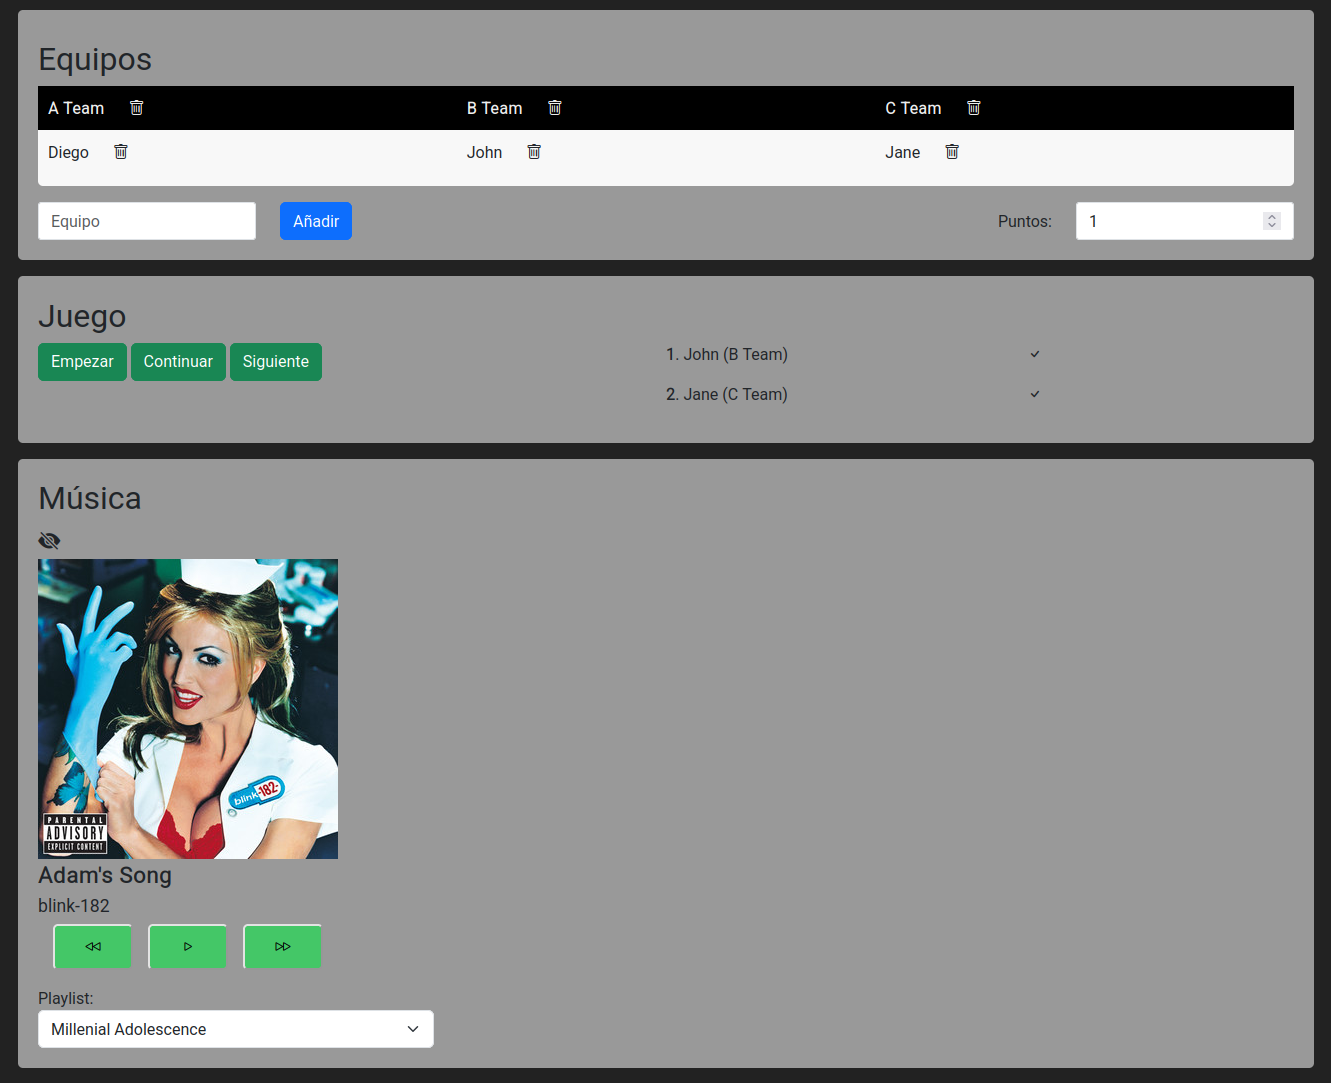 Equipos
A Team B Team C Team
Diego John Jane
Equipo Añadir Puntos: 1
Juego
Empezar Continuar Siguiente
1. John (B Team)
2. Jane (C Team)
Música
blink-182
PARENTAL
ADVISORY
EXPLICIT CONTENT
Adam's Song
blink-182
Playlist:
Millenial Adolescence